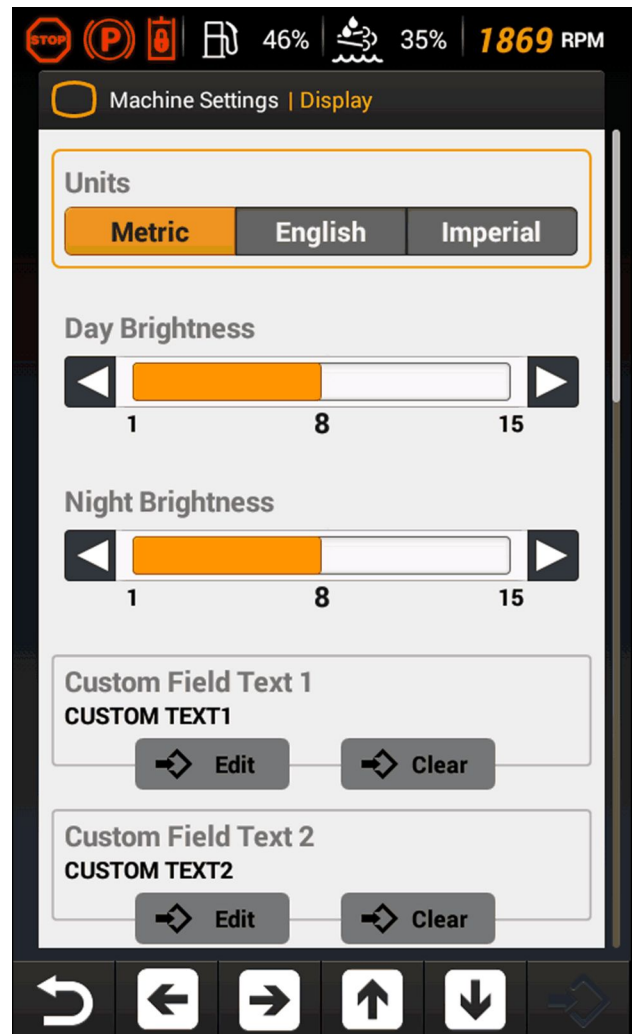 STOP P 46% 35% 1869 RPM
Machine Settings | Display
Units
Metric English Imperial
Day Brightness
1 8 15
Night Brightness
1 8 15
Custom Field Text 1
CUSTOM TEXT1
Edit Clear
Custom Field Text 2
CUSTOM TEXT2
Edit Clear